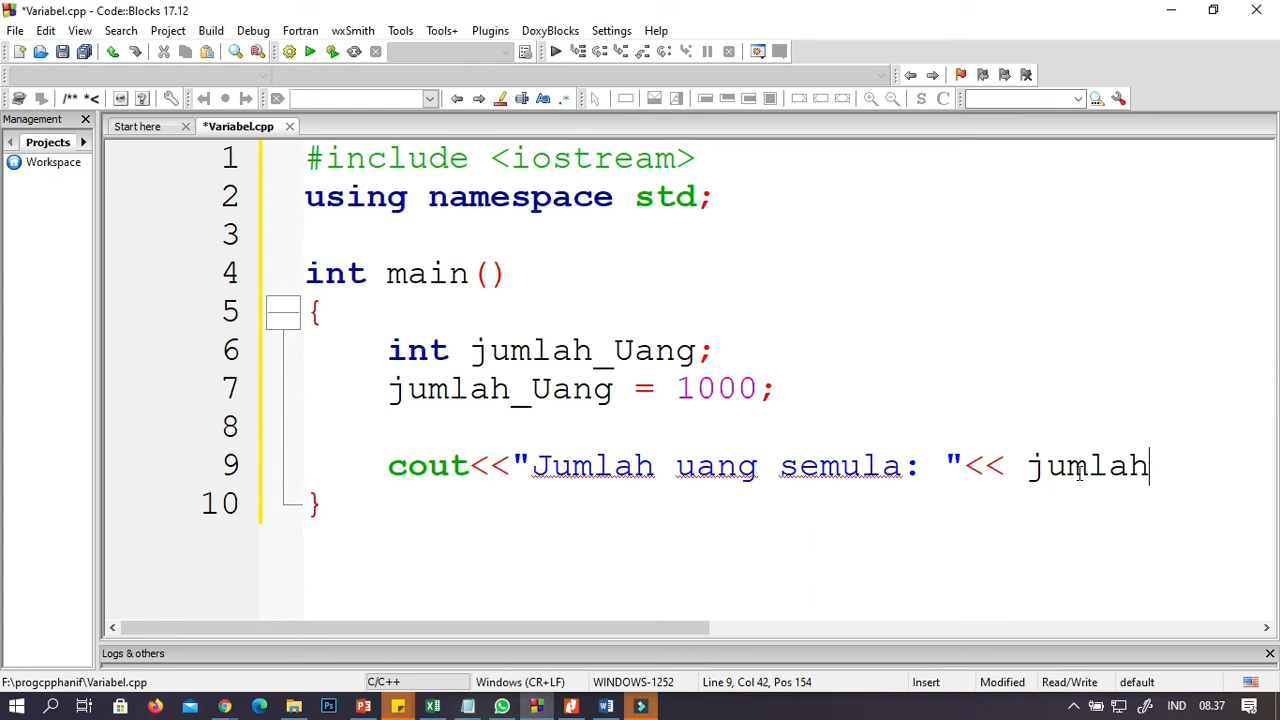 *Variabel.cpp - Code::Blocks 17.12
File Edit View Search Project Build Debug Fortran wxSmith Tools Tools+ Plugins DoxyBlocks Settings Help
/** *<
S C
Management
Start here *Variabel.cpp
Projects
Workspace
1 #include <iostream>
2 using namespace std;
3
4 int main()
5 {
6 int jumlah_Uang;
7 jumlah_Uang = 1000;
8
9 cout<<"Jumlah uang semula: "<< jumlah
10 }
Logs & others
F:\progcpphanif\Variabel.cpp C/C++ Windows (CR+LF) WINDOWS-1252 Line 9, Col 42, Pos 154 Insert Modified Read/Write default
IND 08.37